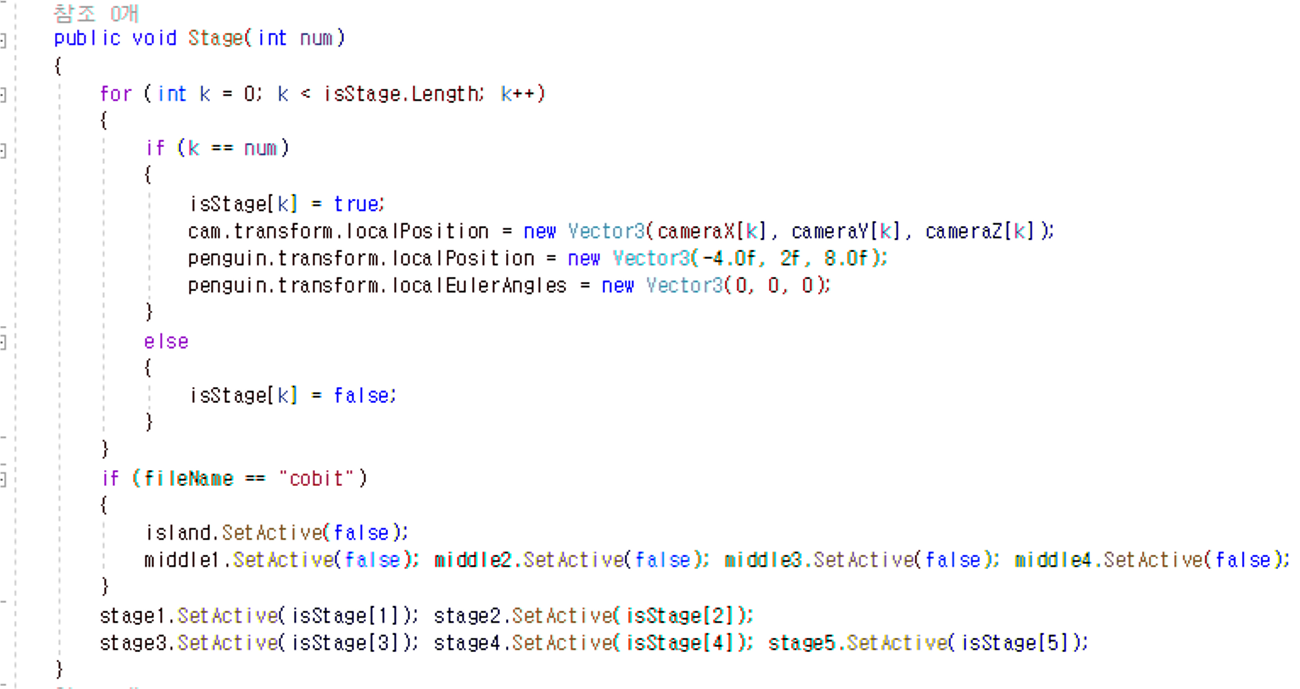 참조 0개
public void Stage(int num)
{
for (int k = 0; k < isStage.Length; k++)
{
if (k == num)
{
isStage[k] = true;
cam.transform.localPosition = new Vector3(cameraX[k], cameraY[k], cameraZ[k]);
penguin.transform.localPosition = new Vector3(-4.0f, 2f, 8.0f);
penguin.transform.localEulerAngles = new Vector3(0, 0, 0);
}
else
{
isStage[k] = false;
}
}
if (fileName == "cobit")
{
island.SetActive(false);
middle1.SetActive(false); middle2.SetActive(false); middle3.SetActive(false); middle4.SetActive(false);
}
stage1.SetActive(isStage[1]); stage2.SetActive(isStage[2]);
stage3.SetActive(isStage[3]); stage4.SetActive(isStage[4]); stage5.SetActive(isStage[5]);
}